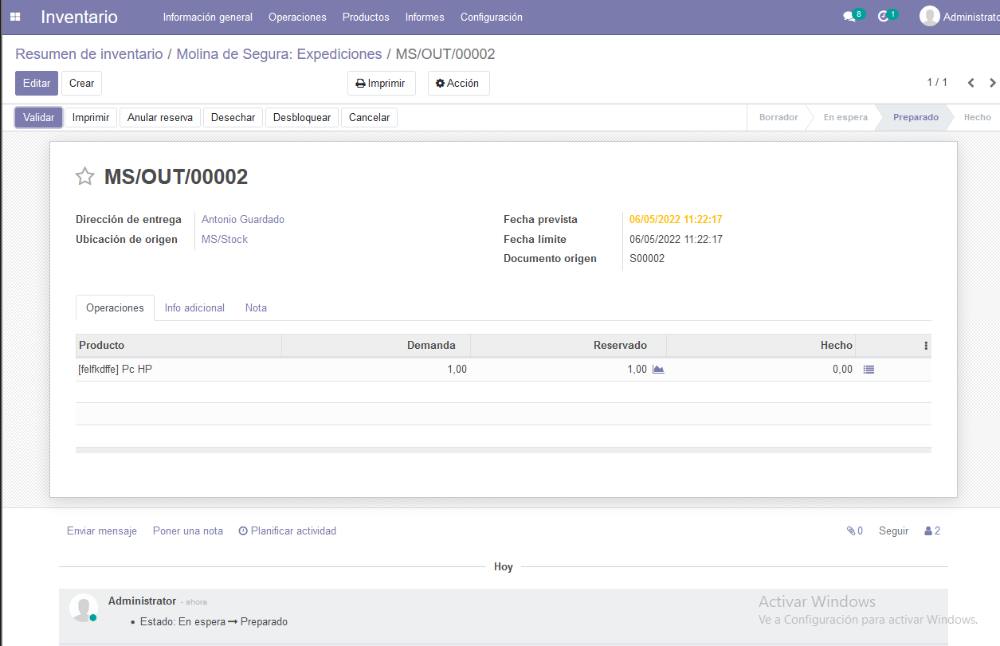 Inventario Información general Operaciones Productos Informes Configuración 8 1 Administrato
Resumen de inventario / Molina de Segura: Expediciones / MS/OUT/00002
Editar Crear Imprimir Acción 1 / 1
Validar Imprimir Anular reserva Desechar Desbloquear Cancelar Borrador En espera Preparado Hecho
MS/OUT/00002
Dirección de entrega Antonio Guardado Fecha prevista 06/05/2022 11:22:17
Ubicación de origen MS/Stock Fecha límite 06/05/2022 11:22:17
Documento origen S00002
Operaciones Info adicional Nota
Producto Demanda Reservado Hecho
[felfkdffe] Pc HP 1,00 1,00 0,00
Enviar mensaje Poner una nota Planificar actividad 0 Seguir 2
Hoy
Administrator - ahora
• Estado: En espera → Preparado
Activar Windows
Ve a Configuración para activar Windows.